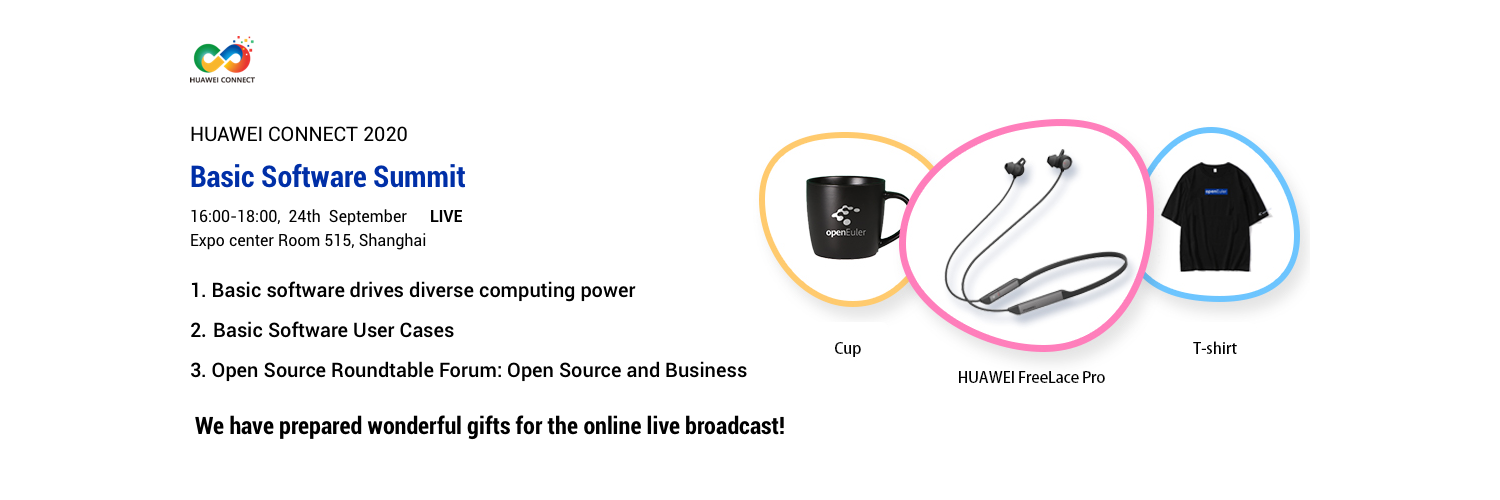 HUAWEI CONNECT
HUAWEI CONNECT 2020
Basic Software Summit
16:00-18:00, 24th September LIVE
Expo center Room 515, Shanghai
1. Basic software drives diverse computing power
2. Basic Software User Cases
3. Open Source Roundtable Forum: Open Source and Business
We have prepared wonderful gifts for the online live broadcast!
openEuler
Cup
HUAWEI FreeLace Pro
openEuler
T-shirt